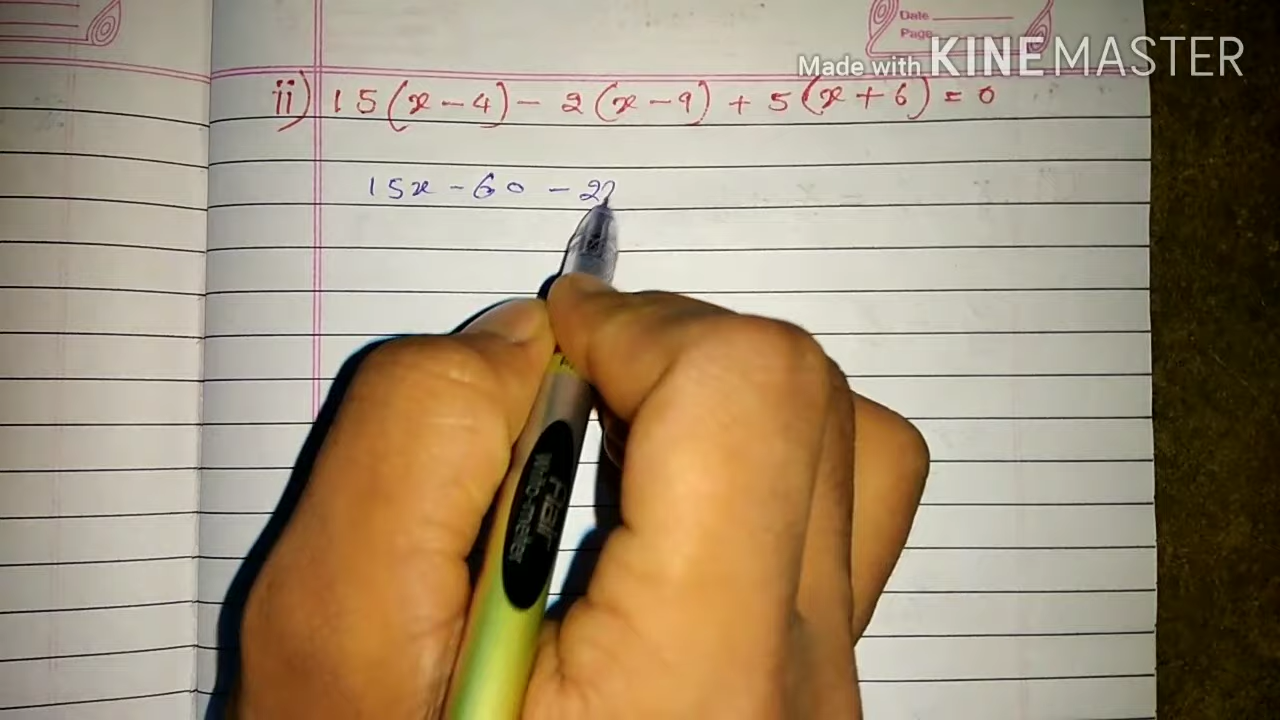 Date
Page
Made with KINEMASTER
ii) 15(x - 4) - 2(x - 9) + 5(x + 6) = 0
15x - 60 - 2